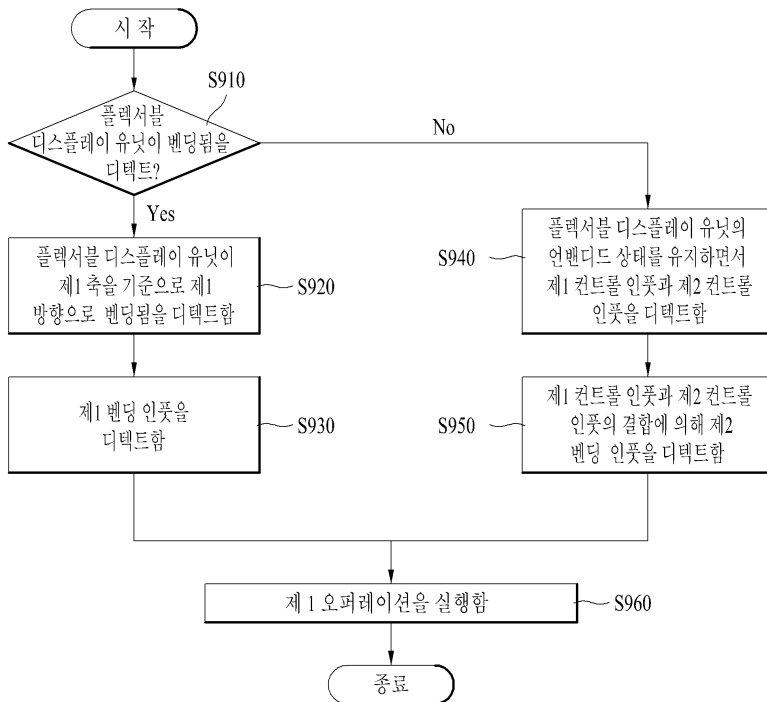 시 작
S910
플렉서블
디스플레이 유닛이 벤딩됨을
디텍트?
No
Yes
플렉서블 디스플레이 유닛이
제1 축을 기준으로 제1
방향으로 벤딩됨을 디텍트함
S920
제1 벤딩 인풋을
디텍트함
S930
플렉서블 디스플레이 유닛의
언밴디드 상태를 유지하면서
제1 컨트롤 인풋과 제2 컨트롤
인풋을 디텍트함
S940
제1 컨트롤 인풋과 제2 컨트롤
인풋의 결합에 의해 제2
벤딩 인풋을 디텍트함
S950
제 1 오퍼레이션을 실행함
S960
종료